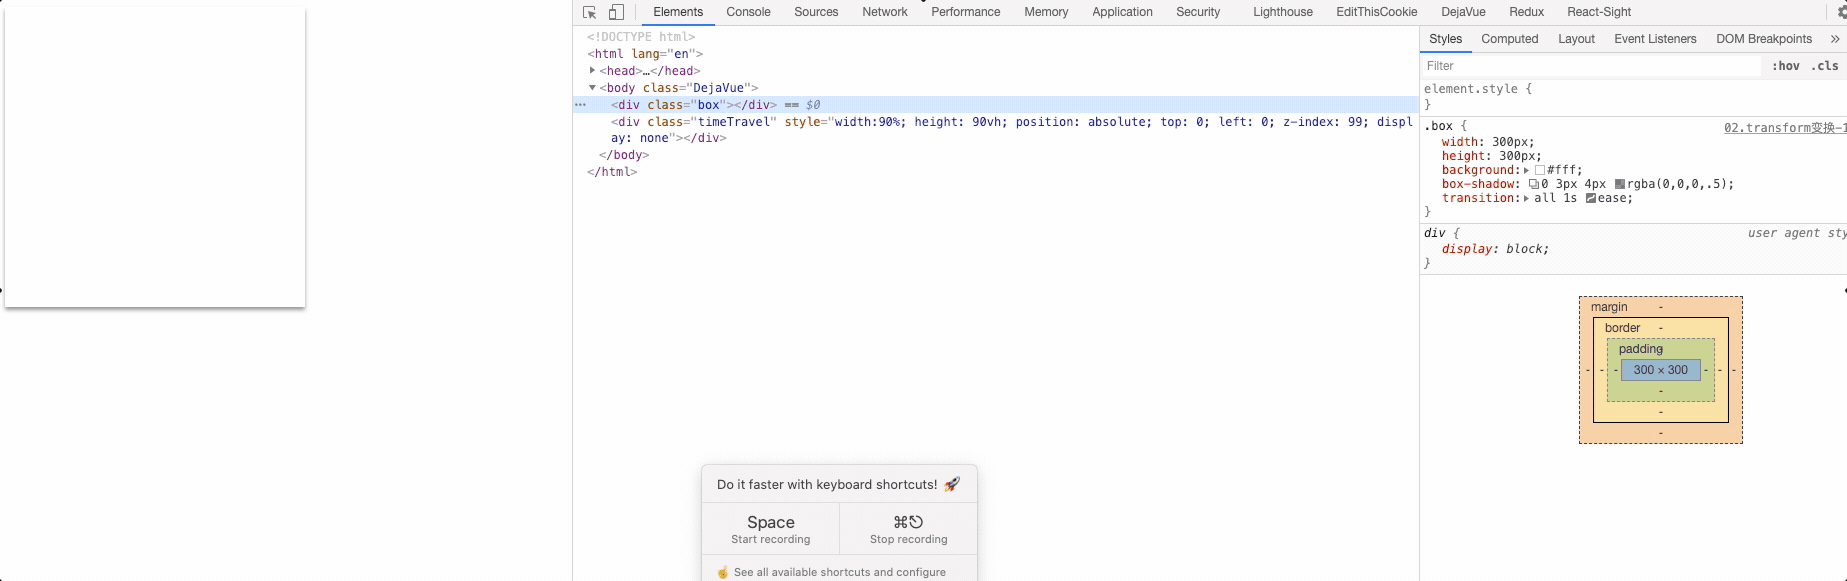 Elements Console Sources Network Performance Memory Application Security Lighthouse EditThisCookie DejaVue Redux React-Sight
<!DOCTYPE html>
<html lang="en">
<head>…</head>
<body class="DejaVue">
<div class="box"></div> == $0
<div class="timeTravel" style="width:90%; height: 90vh; position: absolute; top: 0; left: 0; z-index: 99; displ
ay: none"></div>
</body>
</html>
Styles Computed Layout Event Listeners DOM Breakpoints »
Filter :hov .cls
element.style {
}
.box { 02.transform变换-1
width: 300px;
height: 300px;
background: #fff;
box-shadow: 0 3px 4px rgba(0,0,0,.5);
transition: all 1s ease;
}
div { user agent sty
display: block;
}
margin -
border -
padding -
- - - 300 × 300 - - -
-
-
-
Do it faster with keyboard shortcuts! 🚀
Space ⌘⎋
Start recording Stop recording
☝ See all available shortcuts and configure